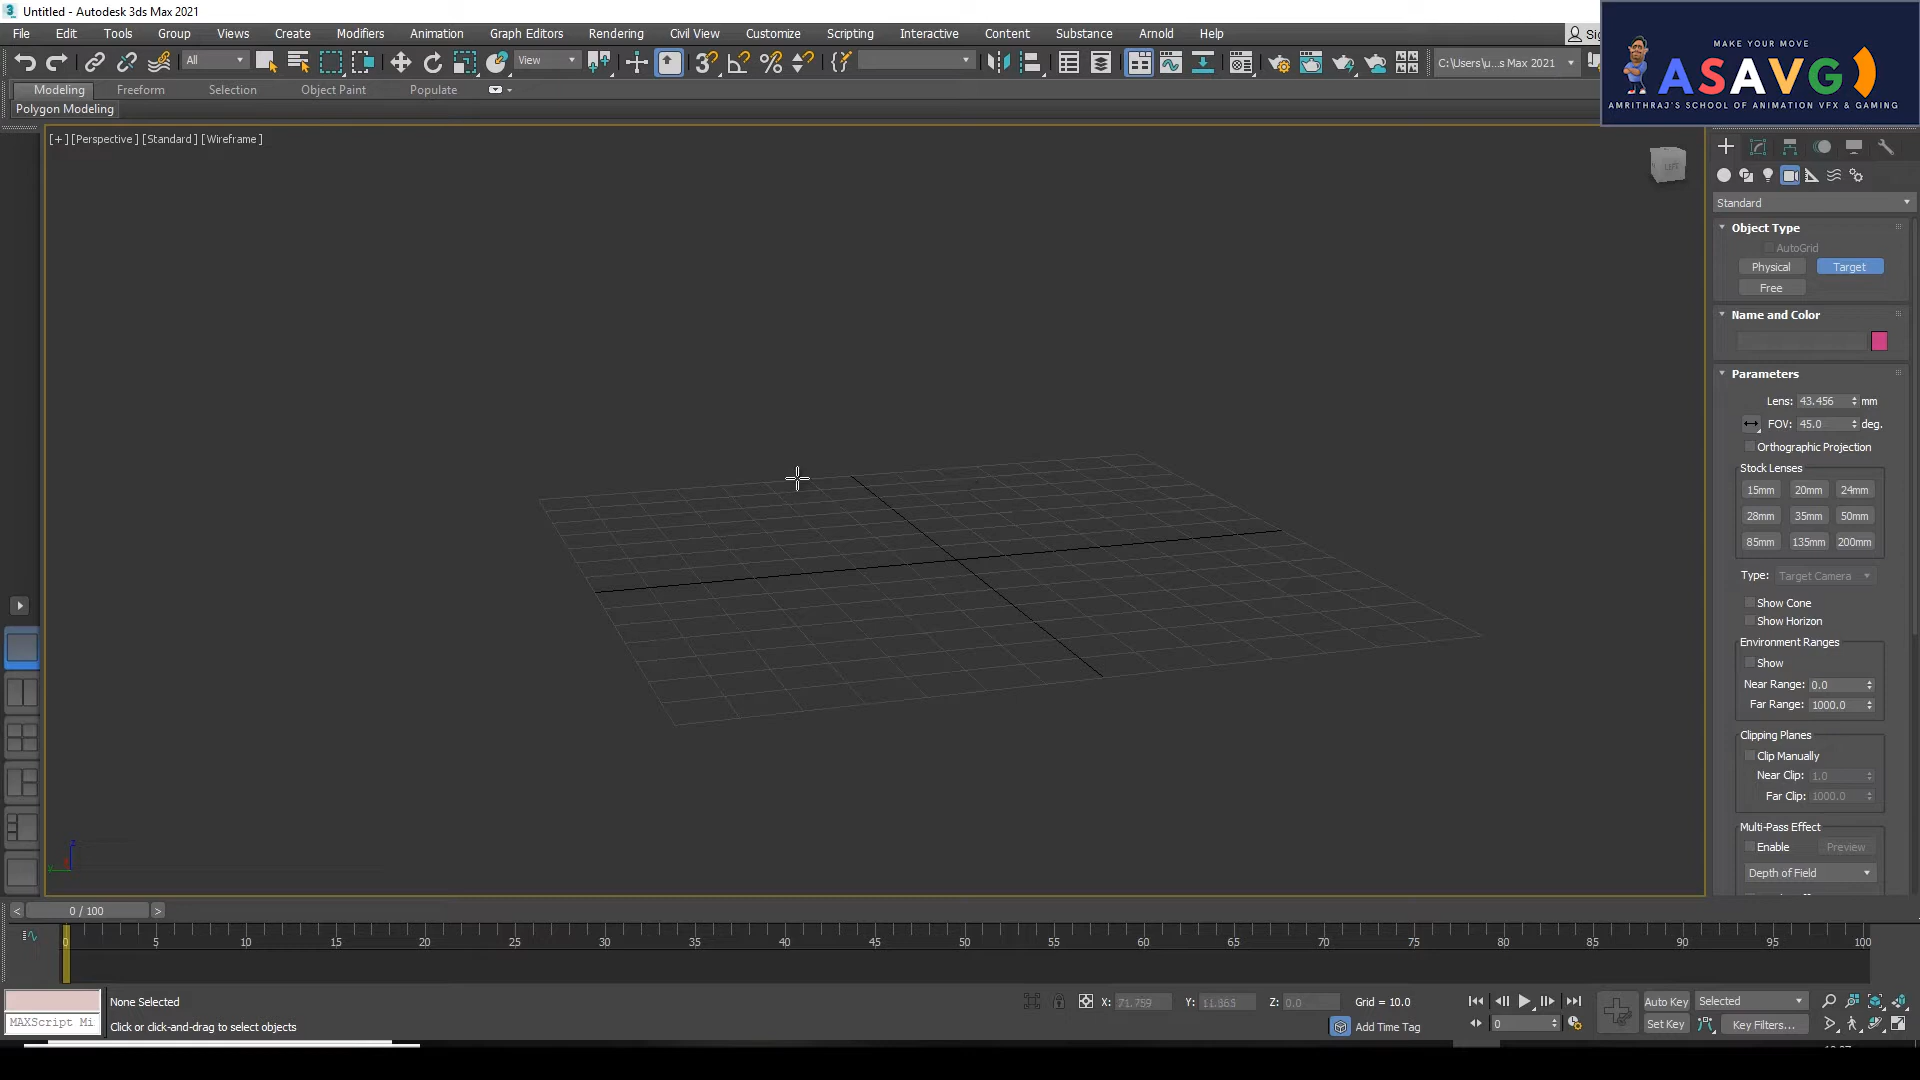 Untitled - Autodesk 3ds Max 2021
File Edit Tools Group Views Create Modifiers Animation Graph Editors Rendering Civil View Customize Scripting Interactive Content Substance Arnold Help
MAKE YOUR MOVE
ASAVG
AMRITHRAJ'S SCHOOL OF ANIMATION VFX & GAMING
All View C:\Users\u...s Max 2021
Modeling Freeform Selection Object Paint Populate
Polygon Modeling
[+] [Perspective] [Standard] [Wireframe]
LEFT
Standard
Object Type
AutoGrid
Physical Target
Free
Name and Color
Parameters
Lens: 43.456 mm
FOV: 45.0 deg.
Orthographic Projection
Stock Lenses
15mm 20mm 24mm
28mm 35mm 50mm
85mm 135mm 200mm
Type: Target Camera
Show Cone
Show Horizon
Environment Ranges
Show
Near Range: 0.0
Far Range: 1000.0
Clipping Planes
Clip Manually
Near Clip: 1.0
Far Clip: 1000.0
Multi-Pass Effect
Enable Preview
Depth of Field
0 / 100
0 5 10 15 20 25 30 35 40 45 50 55 60 65 70 75 80 85 90 95 100
None Selected X: 71.759 Y: 11.865 Z: 0.0 Grid = 10.0 Auto Key Selected
MAXScript Mi Click or click-and-drag to select objects Add Time Tag 0 Set Key Key Filters...